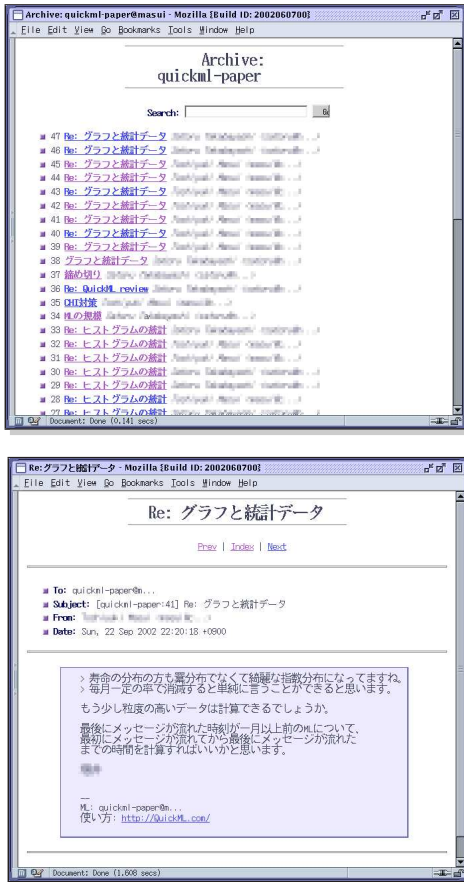 Archive: quickml-paper@masui - Mozilla {Build ID: 2002060700}
File Edit View Go Bookmarks Tools Window Help
Archive:
quickml-paper
Search:
47 Re: グラフと統計データ
46 Re: グラフと統計データ
45 Re: グラフと統計データ
44 Re: グラフと統計データ
43 Re: グラフと統計データ
42 Re: グラフと統計データ
41 Re: グラフと統計データ
40 Re: グラフと統計データ
39 Re: グラフと統計データ
38 グラフと統計データ
37 締め切り
36 Re: QuickML review
35 CHI対策
34 MLの規模
33 Re: ヒストグラムの統計
32 Re: ヒストグラムの統計
31 Re: ヒストグラムの統計
30 Re: ヒストグラムの統計
29 Re: ヒストグラムの統計
28 Re: ヒストグラムの統計
27 Re: ヒストグラムの統計
Document: Done (0.141 secs)
Re: グラフと統計データ - Mozilla {Build ID: 2002060700}
File Edit View Go Bookmarks Tools Window Help
Re: グラフと統計データ
Prev | Index | Next
To: quickml-paper@m...
Subject: [quickml-paper:41] Re: グラフと統計データ
From:
Date: Sun, 22 Sep 2002 22:20:18 +0900
> 寿命の分布の方も冪分布でなくて綺麗な指数分布になってますね。
> 毎月一定の率で消滅すると単純に言うことができると思います。
もう少し粒度の高いデータは計算できるでしょうか。
最後にメッセージが流れた時刻が一月以上前のMLについて、
最初にメッセージが流れてから最後にメッセージが流れた
までの時間を計算すればいいかと思います。
--
ML: quickml-paper@m...
使い方: http://QuickML.com/
Document: Done (1.608 secs)